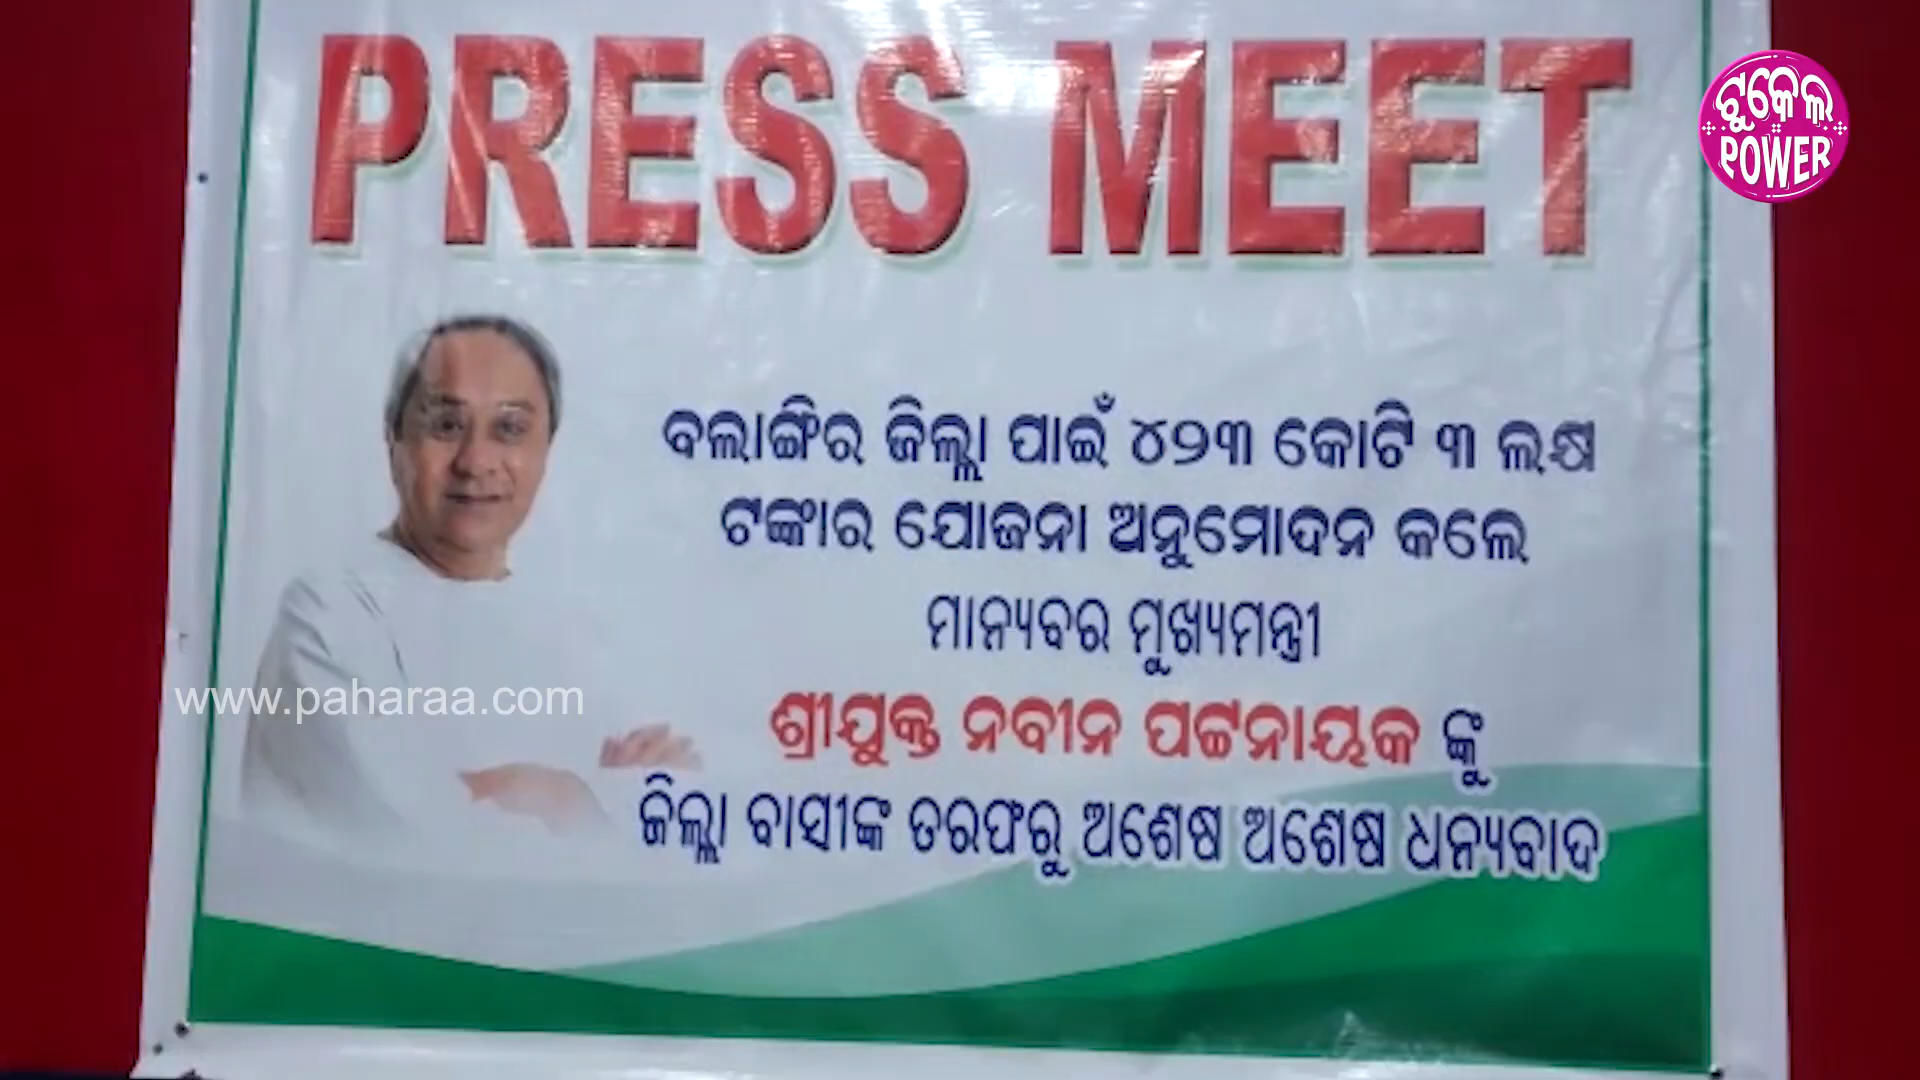 PRESS MEET
ଟୁକେଲ
POWER
ବଲାଙ୍ଗିର ଜିଲ୍ଲା ପାଇଁ ୪୨୩ କୋଟି ୩ ଲକ୍ଷ
ଟଙ୍କାର ଯୋଜନା ଅନୁମୋଦନ କଲେ
ମାନ୍ୟବର ମୁଖ୍ୟମନ୍ତ୍ରୀ
ଶ୍ରୀଯୁକ୍ତ ନବୀନ ପଟ୍ଟନାୟକ ଙ୍କୁ
ଜିଲ୍ଲା ବାସୀଙ୍କ ତରଫରୁ ଅଶେଷ ଅଶେଷ ଧନ୍ୟବାଦ
www.paharaa.com